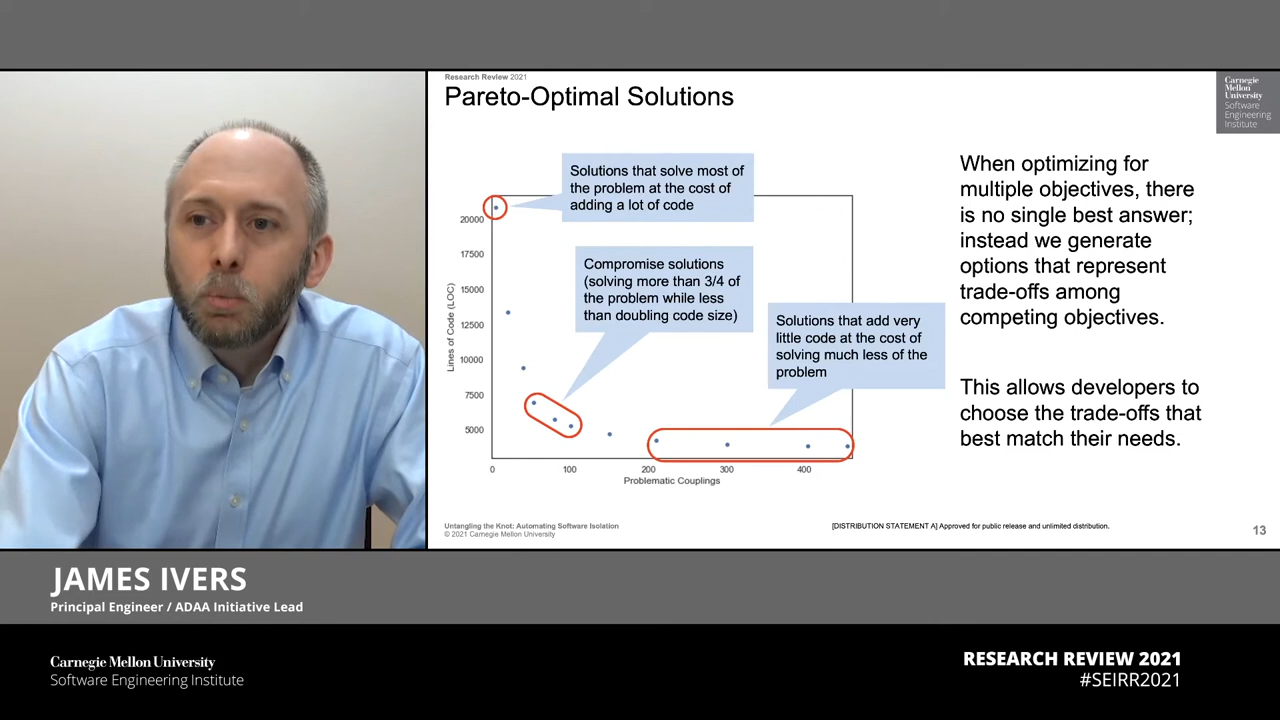 Research Review 2021
Pareto-Optimal Solutions
Carnegie
Mellon
University
Software
Engineering
Institute
Solutions that solve most of
the problem at the cost of
adding a lot of code
Compromise solutions
(solving more than 3/4 of
the problem while less
than doubling code size)
Solutions that add very
little code at the cost of
solving much less of the
problem
Lines of Code (LOC)
20000
17500
15000
12500
10000
7500
5000
0
100
200
300
400
Problematic Couplings
When optimizing for
multiple objectives, there
is no single best answer;
instead we generate
options that represent
trade-offs among
competing objectives.
This allows developers to
choose the trade-offs that
best match their needs.
Untangling the Knot: Automating Software Isolation
© 2021 Carnegie Mellon University
[DISTRIBUTION STATEMENT A] Approved for public release and unlimited distribution.
13
JAMES IVERS
Principal Engineer / ADAA Initiative Lead
Carnegie Mellon University
Software Engineering Institute
RESEARCH REVIEW 2021
#SEIRR2021